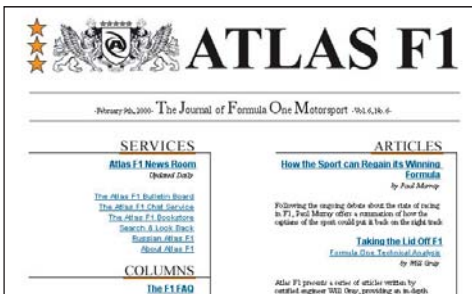 ATLAS F1
-February 9th, 2000- The Journal of Formula One Motorsport -Vol. 6, No. 6-
SERVICES
Atlas F1 News Room
Updated Daily
The Atlas F1 Bulletin Board
The Atlas F1 Chat Service
The Atlas F1 Bookstore
Search & Look Back
Russian Atlas F1
About Atlas F1
COLUMNS
The F1 FAQ
ARTICLES
How the Sport can Regain its Winning
Formula
by Paul Murray
Following the ongoing debate about the state of racing
in F1, Paul Murray offers a summation of how the
captains of the sport could put it back on the right track
Taking the Lid Off F1
Formula One Technical Analysis
by Will Gray
Atlas F1 presents a series of articles written by
certified engineer Will Gray, providing an in-depth